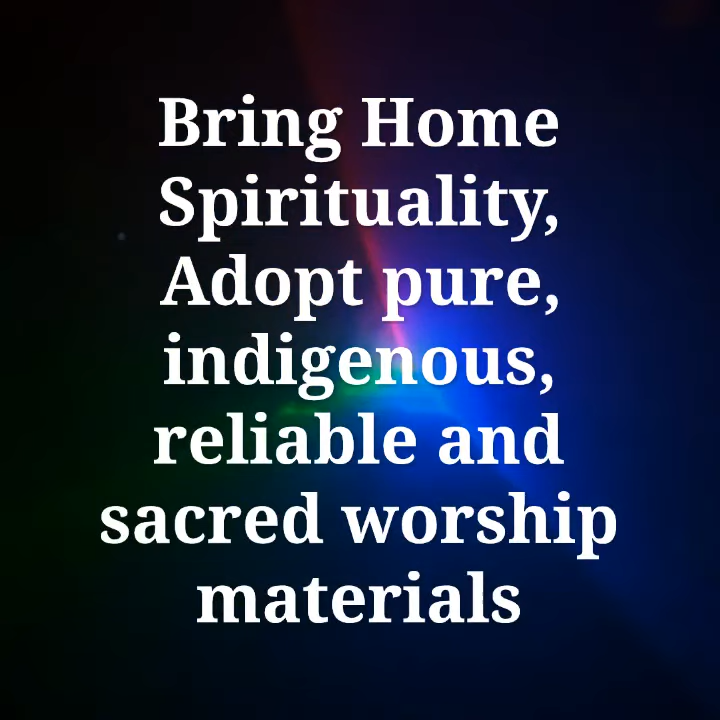 Bring Home
Spirituality,
Adopt pure,
indigenous,
reliable and
sacred worship
materials